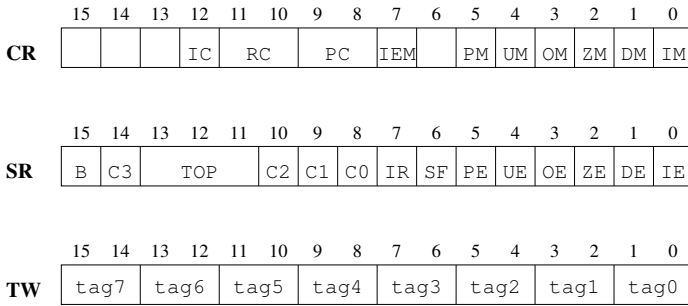 15 14 13 12 11 10 9 8 7 6 5 4 3 2 1 0
CR IC RC PC IEM PM UM OM ZM DM IM
15 14 13 12 11 10 9 8 7 6 5 4 3 2 1 0
SR B C3 TOP C2 C1 C0 IR SF PE UE OE ZE DE IE
15 14 13 12 11 10 9 8 7 6 5 4 3 2 1 0
TW tag7 tag6 tag5 tag4 tag3 tag2 tag1 tag0